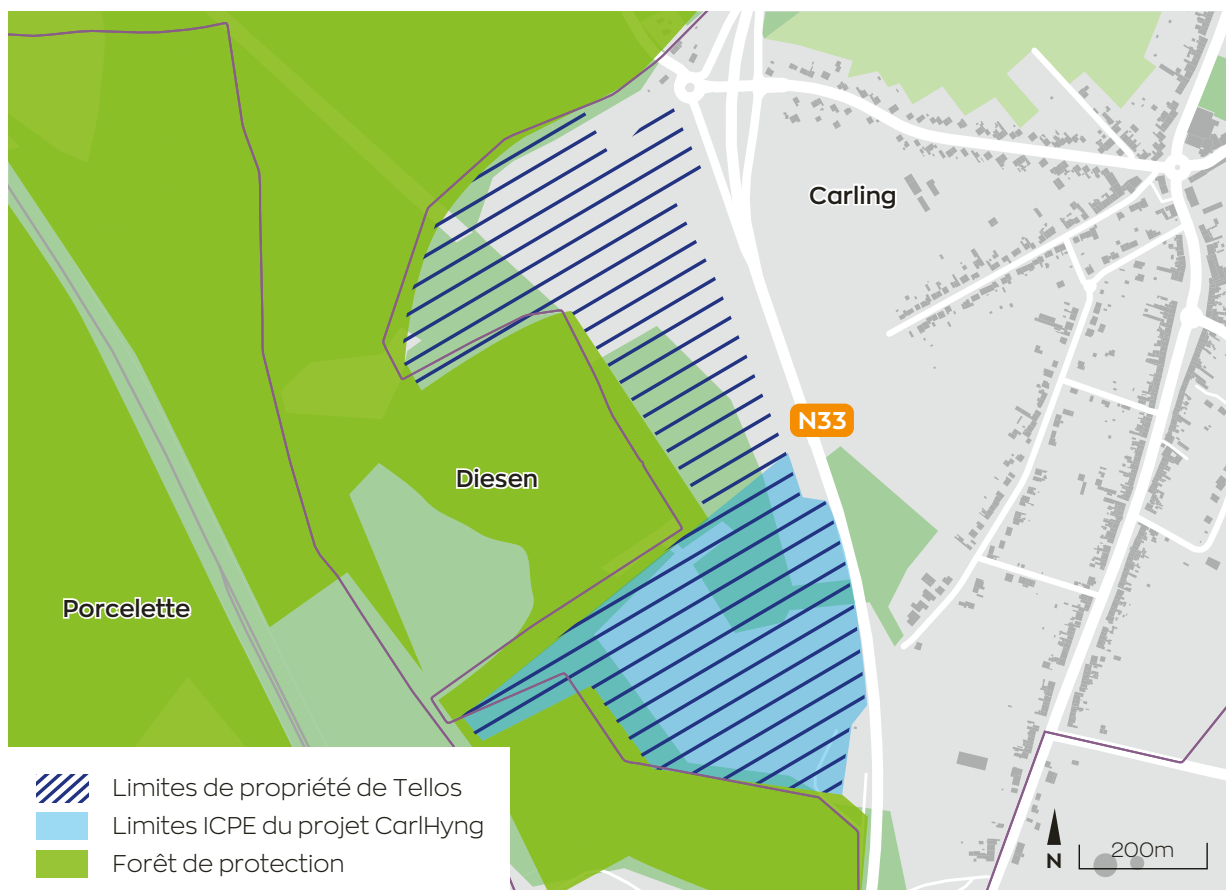 Carling
N33
Diesen
Porcelette
Limites de propriété de Tellos
Limites ICPE du projet CarlHyng
Forêt de protection
N
200m